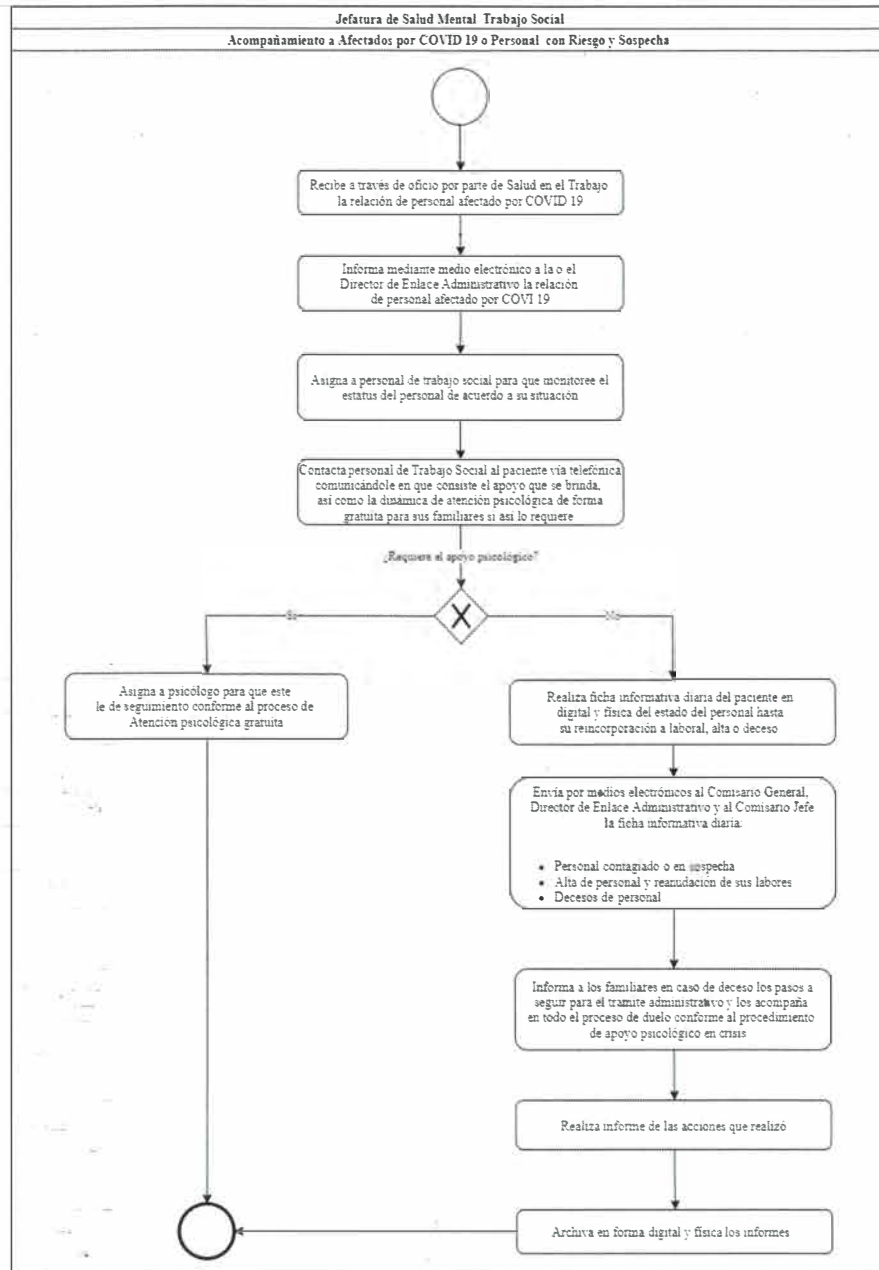 Jefatura de Salud Mental Trabajo Social
Acompañamiento a Afectados por COVID 19 o Personal con Riesgo y Sospecha
Recibe a través de oficio por parte de Salud en el Trabajo
la relación de personal afectado por COVID 19
Informa mediante medio electrónico a la o el
Director de Enlace Administrativo la relación
de personal afectado por COVI 19
Asigna a personal de trabajo social para que monitoree el
estatus del personal de acuerdo a su situación
Contacta personal de Trabajo Social al paciente vía telefónica
comunicándole en que consiste el apoyo que se brinda,
así como la dinámica de atención psicológica de forma
gratuita para sus familiares si así lo requiere
¿Requiere el apoyo psicológico?
Si
No
Asigna a psicólogo para que este
le de seguimiento conforme al proceso de
Atención psicológica gratuita
Realiza ficha informativa diaria del paciente en
digital y física del estado del personal hasta
su reincorporación a laboral, alta o deceso
Envía por medios electrónicos al Comisario General,
Director de Enlace Administrativo y al Comisario Jefe
la ficha informativa diaria:
• Personal contagiado o en sospecha
• Alta de personal y reanudación de sus labores
• Decesos de personal
Informa a los familiares en caso de deceso los pasos a
seguir para el tramite administrativo y los acompaña
en todo el proceso de duelo conforme al procedimiento
de apoyo psicológico en crisis
Realiza informe de las acciones que realizó
Archiva en forma digital y física los informes